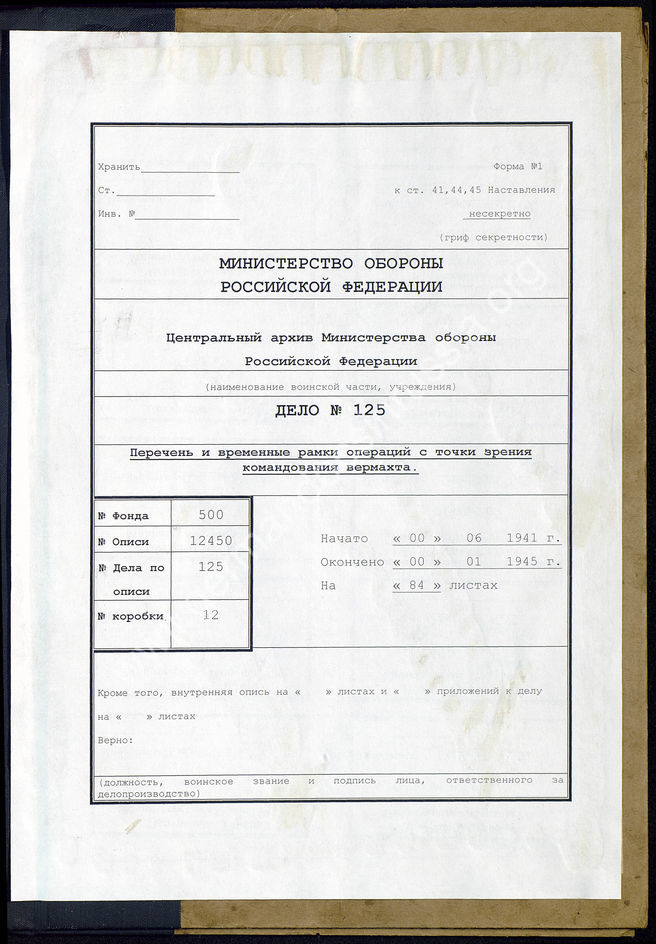 Хранить
Форма №1
Ст.
к ст. 41,44,45 Наставления
Инв. №
несекретно
(гриф секретности)
МИНИСТЕРСТВО ОБОРОНЫ
РОССИЙСКОЙ ФЕДЕРАЦИИ
Центральный архив Министерства обороны
Российской Федерации
(наименование воинской части, учреждения)
ДЕЛО № 125
Перечень и временные рамки операций с точки зрения
командования вермахта.
№ Фонда 500
№ Описи 12450
№ Дела по 125
описи
№ коробки 12
Начато « 00 » 06 1941 г.
Окончено « 00 » 01 1945 г.
На « 84 » листах
Кроме того, внутренняя опись на « » листах и « » приложений к делу
на « » листах
Верно:
(должность, воинское звание и подпись лица, ответственного за
делопроизводство)